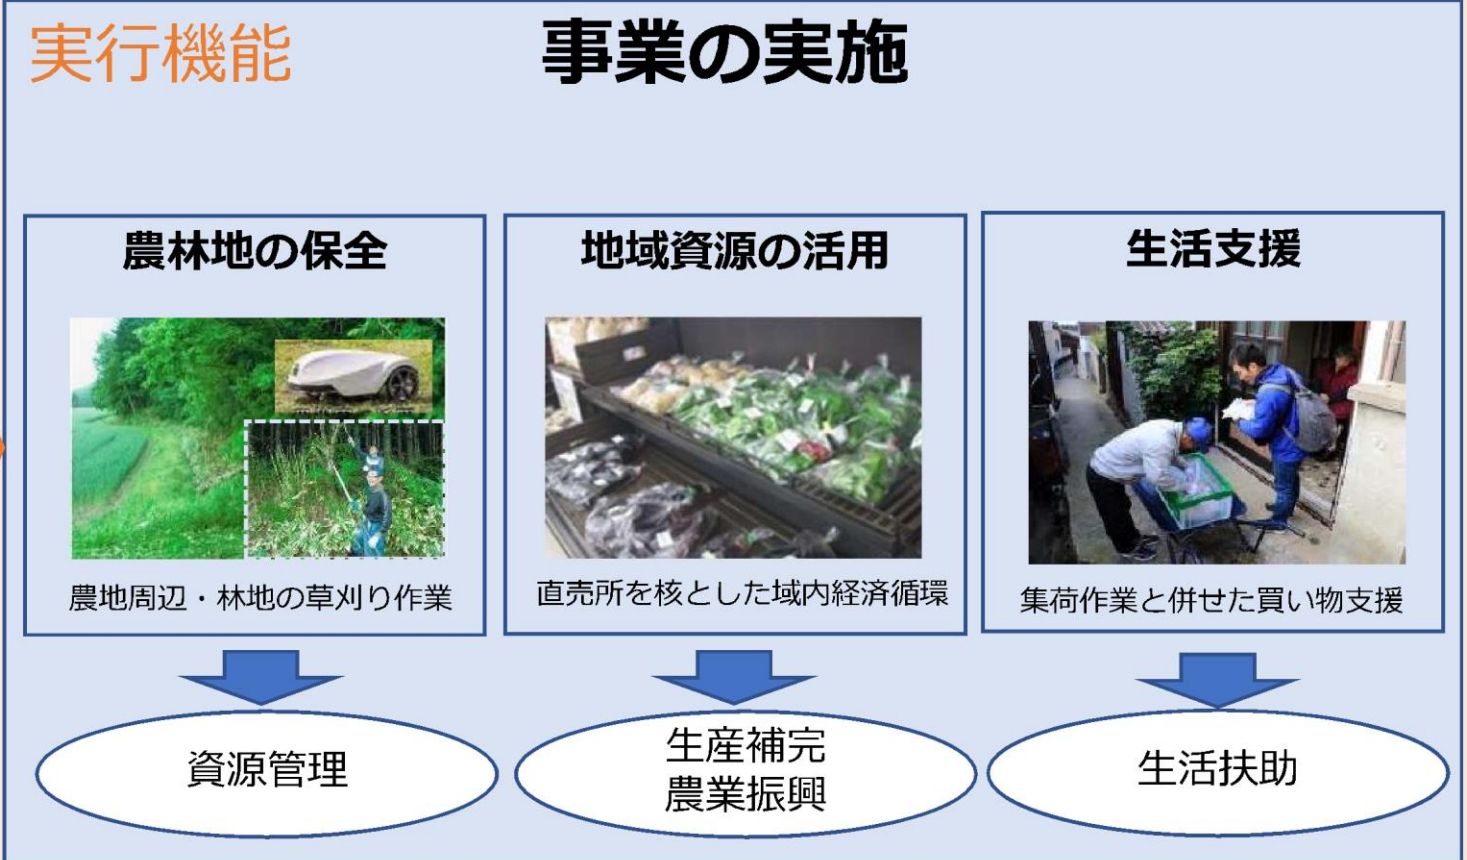 実行機能
事業の実施
農林地の保全
農地周辺・林地の草刈り作業
資源管理
地域資源の活用
直売所を核とした域内経済循環
生産補完
農業振興
生活支援
集荷作業と併せた買い物支援
生活扶助